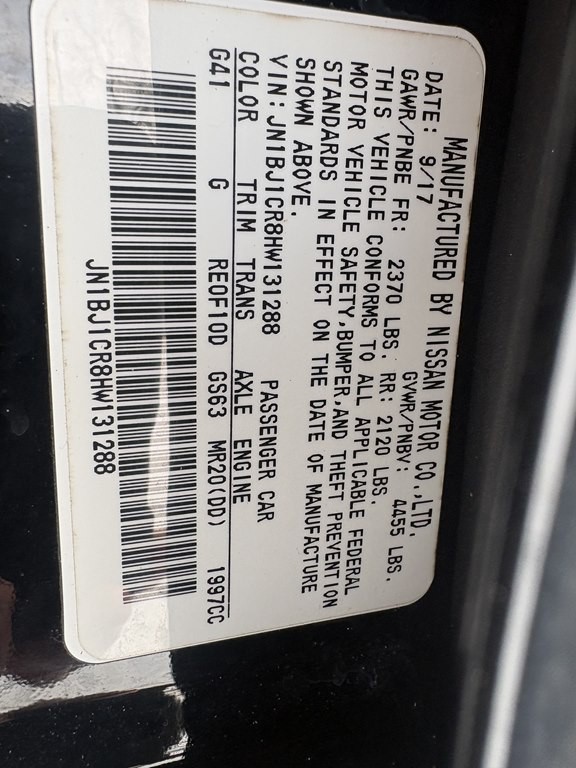 MANUFACTURED BY NISSAN MOTOR CO.,LTD.
DATE: 9/17 GVWR/PNBV: 4455 LBS.
GAWR/PNBE FR: 2370 LBS. RR: 2120 LBS.
THIS VEHICLE CONFORMS TO ALL APPLICABLE FEDERAL
MOTOR VEHICLE SAFETY,BUMPER,AND THEFT PREVENTION
STANDARDS IN EFFECT ON THE DATE OF MANUFACTURE
SHOWN ABOVE.
VIN:JN1BJ1CR8HW131288 PASSENGER CAR
COLOR TRIM TRANS AXLE ENGINE
G41 G RE0F10D GS63 MR20(DD) 1997CC
JN1BJ1CR8HW131288